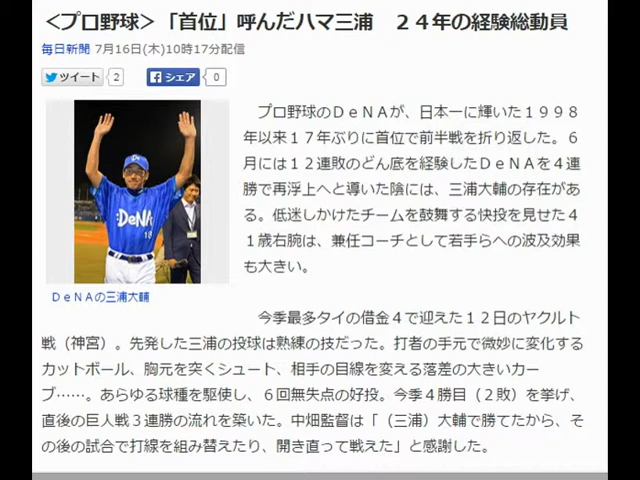 ＜プロ野球＞「首位」呼んだハマ三浦　２４年の経験総動員
毎日新聞 7月16日(木)10時17分配信
ツイート 2 シェア 0
プロ野球のＤｅＮＡが、日本一に輝いた１９９８
年以来１７年ぶりに首位で前半戦を折り返した。６
月には１２連敗のどん底を経験したＤｅＮＡを４連
勝で再浮上へと導いた陰には、三浦大輔の存在があ
る。低迷しかけたチームを鼓舞する快投を見せた４
１歳右腕は、兼任コーチとして若手らへの波及効果
も大きい。
De
:DeNA
18
ＤｅＮＡの三浦大輔
今季最多タイの借金４で迎えた１２日のヤクルト
戦（神宮）。先発した三浦の投球は熟練の技だった。打者の手元で微妙に変化する
カットボール、胸元を突くシュート、相手の目線を変える落差の大きいカー
ブ……。あらゆる球種を駆使し、６回無失点の好投。今季４勝目（２敗）を挙げ、
直後の巨人戦３連勝の流れを築いた。中畑監督は「（三浦）大輔で勝てたから、そ
の後の試合で打線を組み替えたり、開き直って戦えた」と感謝した。